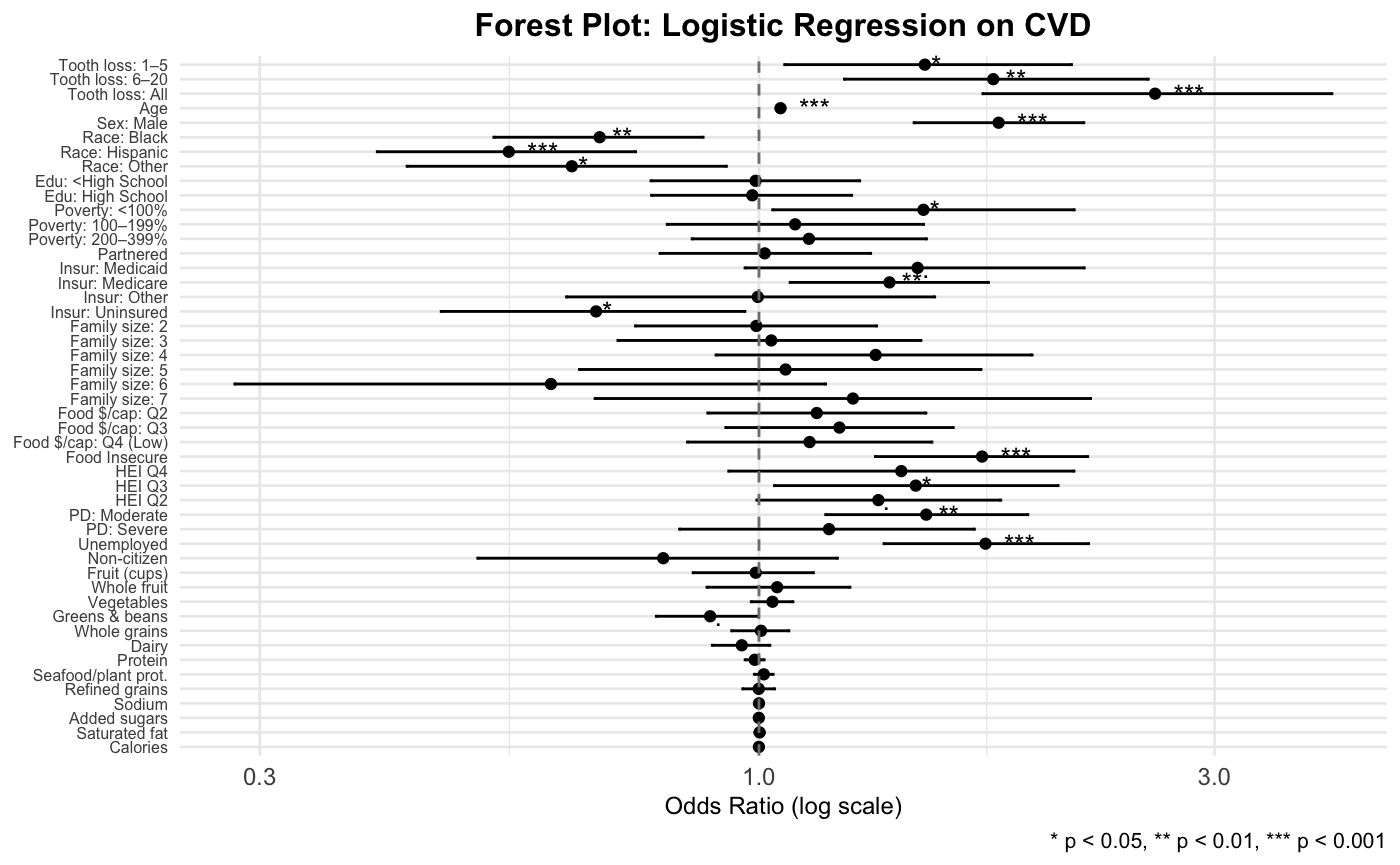 Forest Plot: Logistic Regression on CVD
Tooth loss: 1–5 *
Tooth loss: 6–20 **
Tooth loss: All ***
Age ***
Sex: Male ***
Race: Black **
Race: Hispanic ***
Race: Other *
Edu: <High School
Edu: High School
Poverty: <100% *
Poverty: 100–199%
Poverty: 200–399%
Partnered
Insur: Medicaid .
Insur: Medicare **
Insur: Other
Insur: Uninsured *
Family size: 2
Family size: 3
Family size: 4
Family size: 5
Family size: 6
Family size: 7
Food $/cap: Q2
Food $/cap: Q3
Food $/cap: Q4 (Low)
Food Insecure ***
HEI Q4
HEI Q3 *
HEI Q2 .
PD: Moderate **
PD: Severe
Unemployed ***
Non-citizen
Fruit (cups)
Whole fruit
Vegetables
Greens & beans .
Whole grains
Dairy
Protein
Seafood/plant prot.
Refined grains
Sodium
Added sugars
Saturated fat
Calories
0.3 1.0 3.0
Odds Ratio (log scale)
* p < 0.05, ** p < 0.01, *** p < 0.001